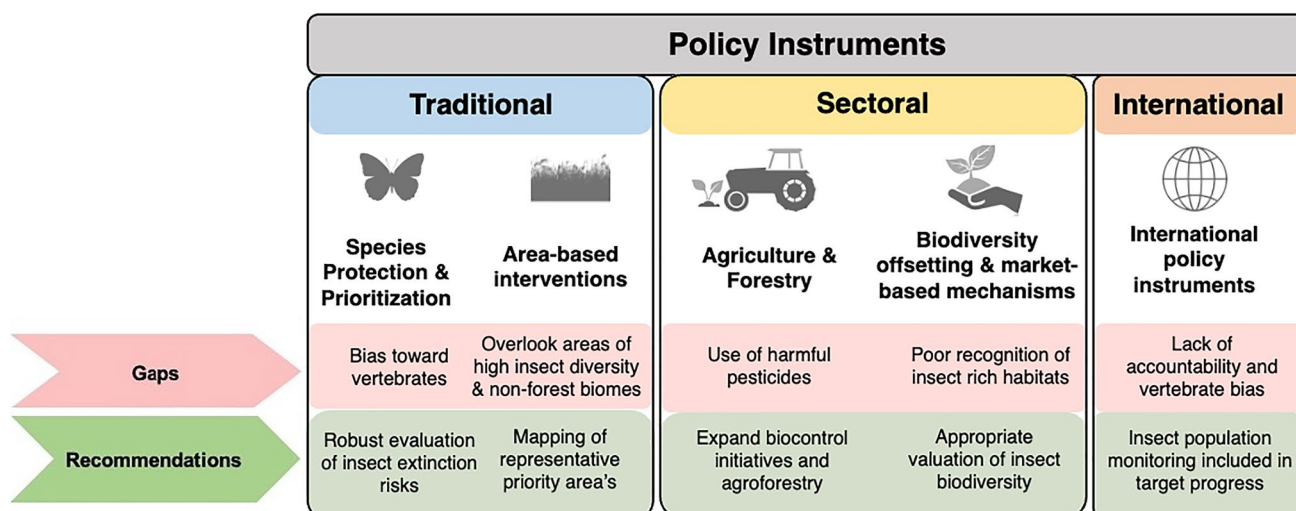 Policy Instruments
Traditional
Sectoral
International
Species
Protection &
Prioritization
Area-based
interventions
Agriculture &
Forestry
Biodiversity
offsetting & market-
based mechanisms
International
policy
instruments
Gaps
Bias toward
vertebrates
Overlook areas of
high insect diversity
& non-forest biomes
Use of harmful
pesticides
Poor recognition of
insect rich habitats
Lack of
accountability and
vertebrate bias
Recommendations
Robust evaluation
of insect extinction
risks
Mapping of
representative
priority area's
Expand biocontrol
initiatives and
agroforestry
Appropriate
valuation of insect
biodiversity
Insect population
monitoring included in
target progress